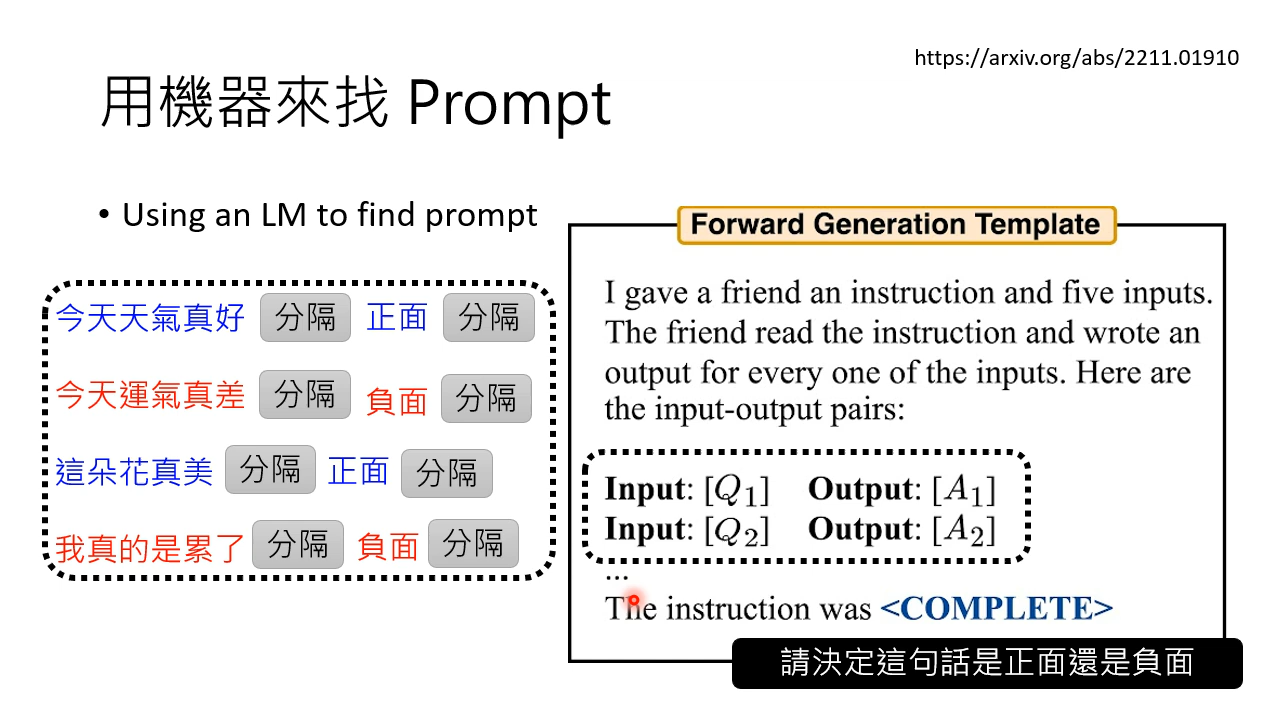 https://arxiv.org/abs/2211.01910
用機器來找 Prompt
• Using an LM to find prompt
今天天氣真好 分隔 正面 分隔
今天運氣真差 分隔 負面 分隔
這朵花真美 分隔 正面 分隔
我真的是累了 分隔 負面 分隔
Forward Generation Template
I gave a friend an instruction and five inputs.
The friend read the instruction and wrote an
output for every one of the inputs. Here are
the input-output pairs:
Input: [Q1] Output: [A1]
Input: [Q2] Output: [A2]
...
The instruction was <COMPLETE>
請決定這句話是正面還是負面